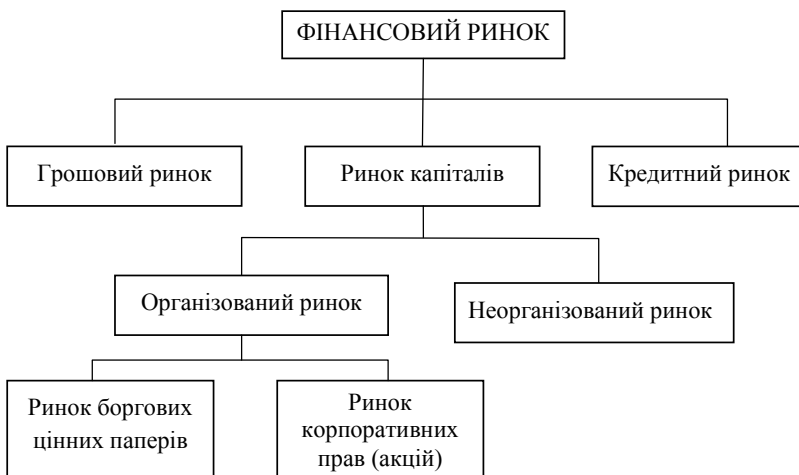 ФІНАНСОВИЙ РИНОК
Грошовий ринок
Ринок капіталів
Кредитний ринок
Організований ринок
Неорганізований ринок
Ринок боргових
цінних паперів
Ринок
корпоративних
прав (акцій)